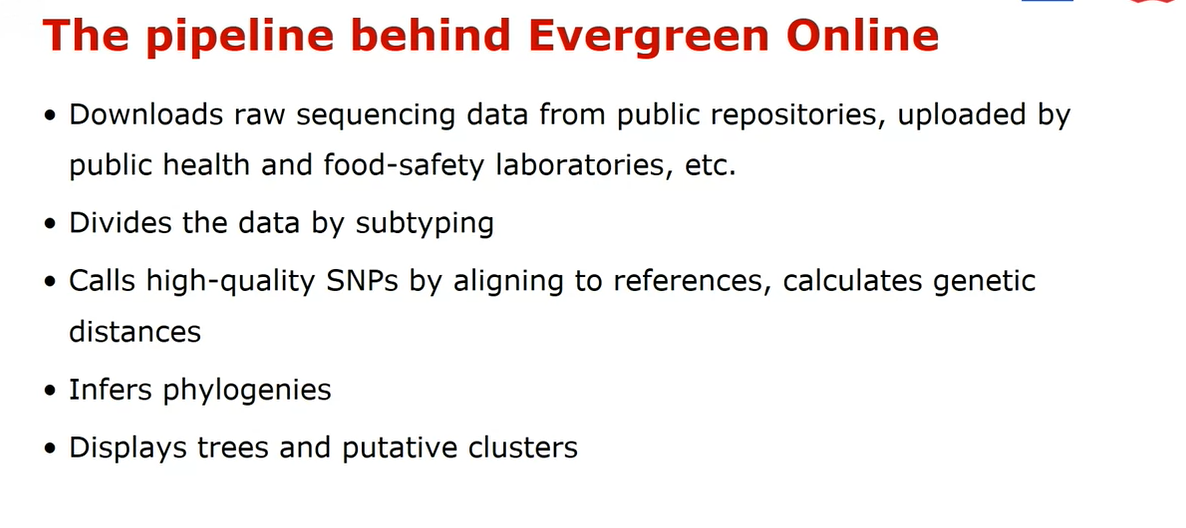 The pipeline behind Evergreen Online
• Downloads raw sequencing data from public repositories, uploaded by
public health and food-safety laboratories, etc.
• Divides the data by subtyping
• Calls high-quality SNPs by aligning to references, calculates genetic
distances
• Infers phylogenies
• Displays trees and putative clusters